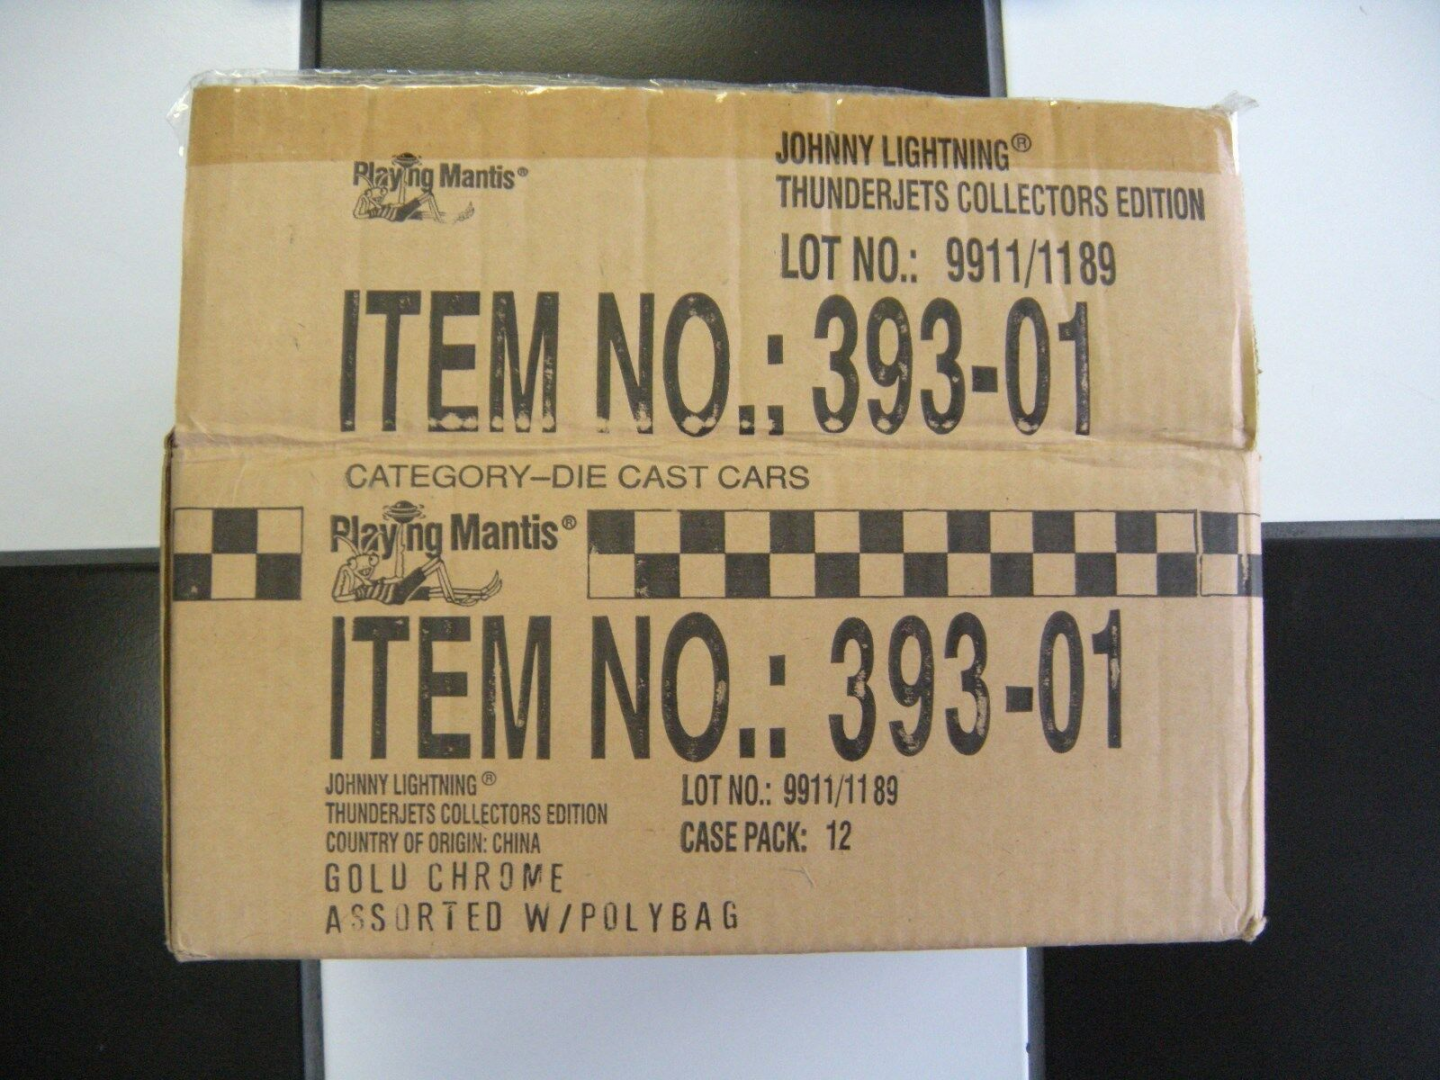 Playing Mantis®
JOHNNY LIGHTNING®
THUNDERJETS COLLECTORS EDITION
LOT NO.: 9911/1189
ITEM NO.: 393-01
CATEGORY–DIE CAST CARS
Playing Mantis®
ITEM NO.: 393-01
JOHNNY LIGHTNING®
THUNDERJETS COLLECTORS EDITION
COUNTRY OF ORIGIN: CHINA
LOT NO.: 9911/1189
CASE PACK: 12
GOLD CHROME
ASSORTED W/POLYBAG